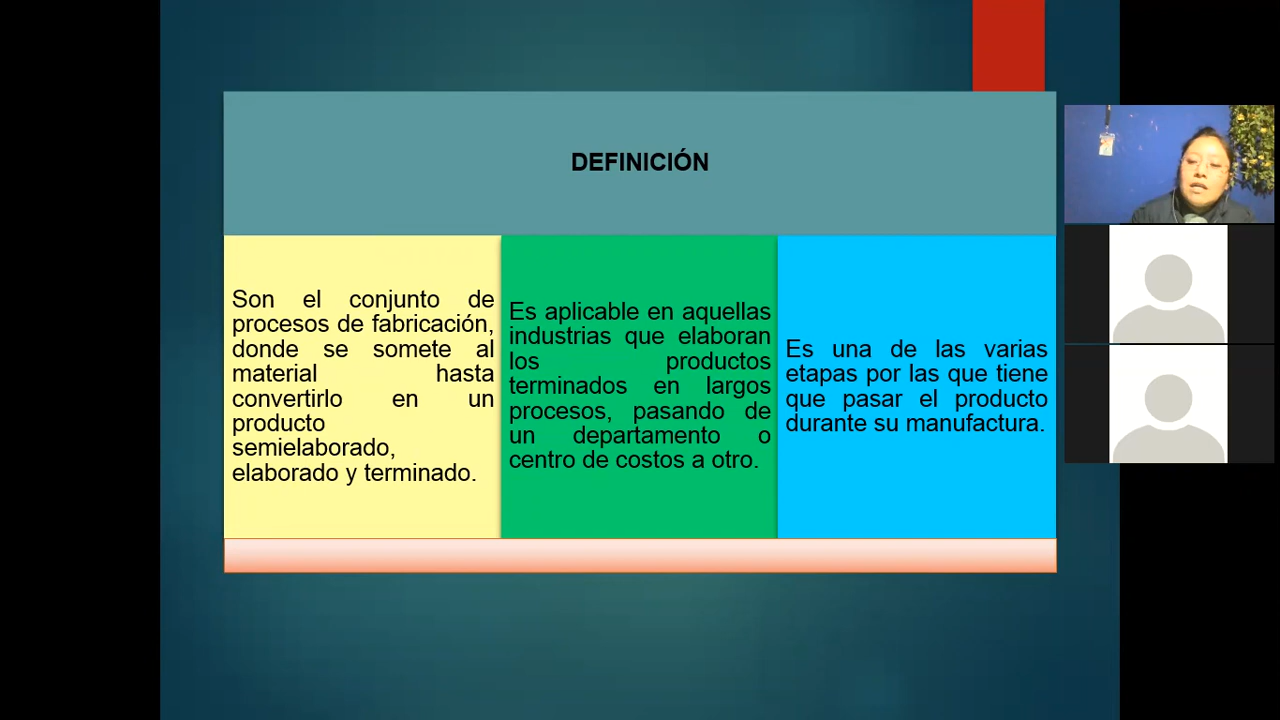 DEFINICIÓN
Son el conjunto de
procesos de fabricación,
donde se somete al
material hasta
convertirlo en un
producto
semielaborado,
elaborado y terminado.
Es aplicable en aquellas
industrias que elaboran
los productos
terminados en largos
procesos, pasando de
un departamento o
centro de costos a otro.
Es una de las varias
etapas por las que tiene
que pasar el producto
durante su manufactura.